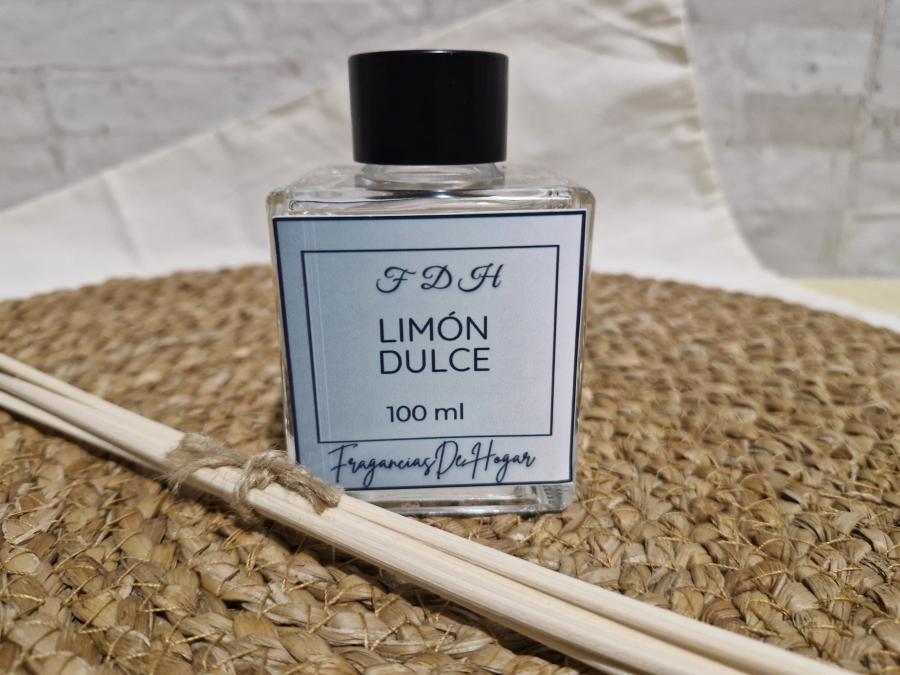 F D H
LIMÓN
DULCE
100 ml
FraganciasDeHogar